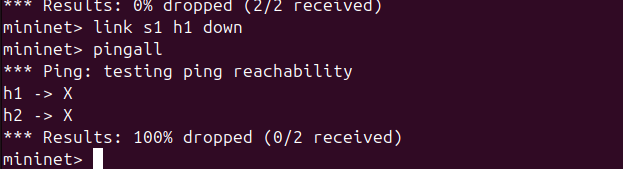 *** Results: 0% dropped (2/2 received)
mininet> link s1 h1 down
mininet> pingall
*** Ping: testing ping reachability
h1 -> X
h2 -> X
*** Results: 100% dropped (0/2 received)
mininet>